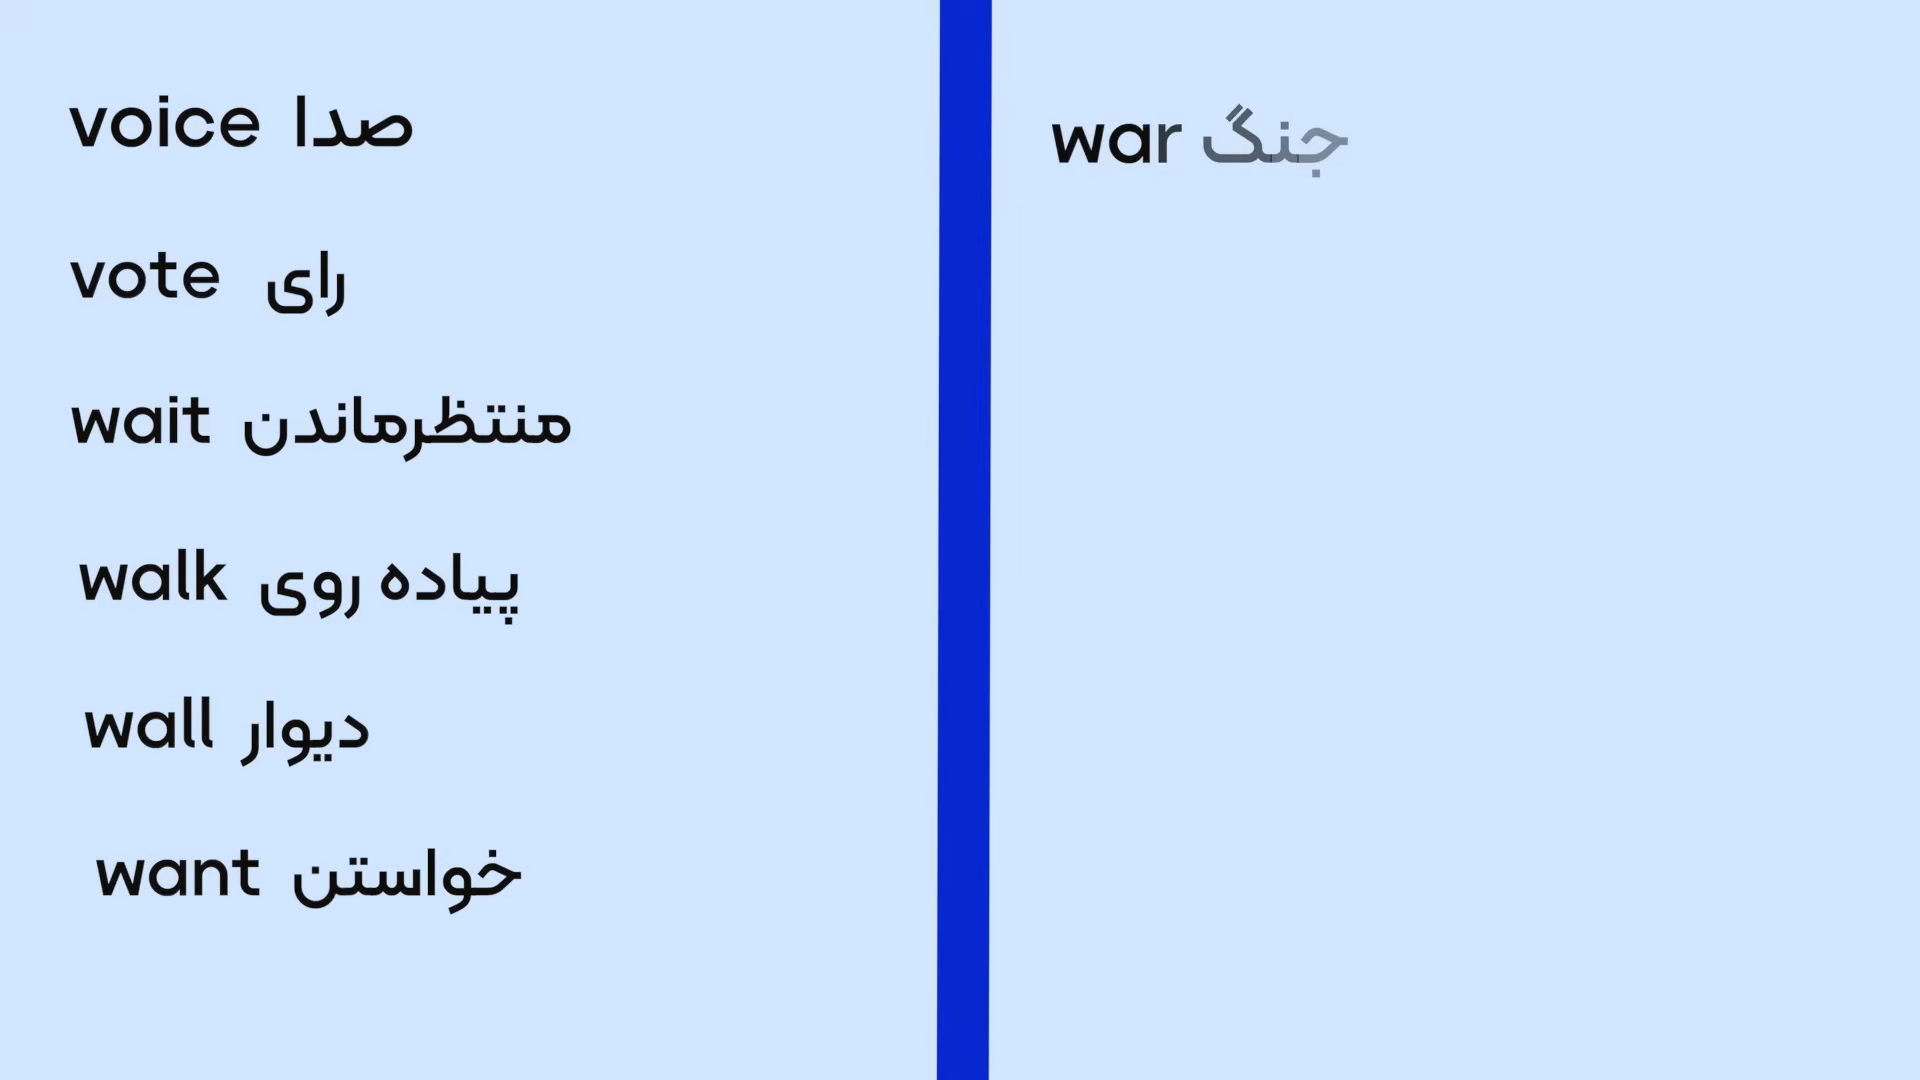 voice صدا
vote رای
wait منتظرماندن
walk پیاده روی
wall دیوار
want خواستن
war جنگ